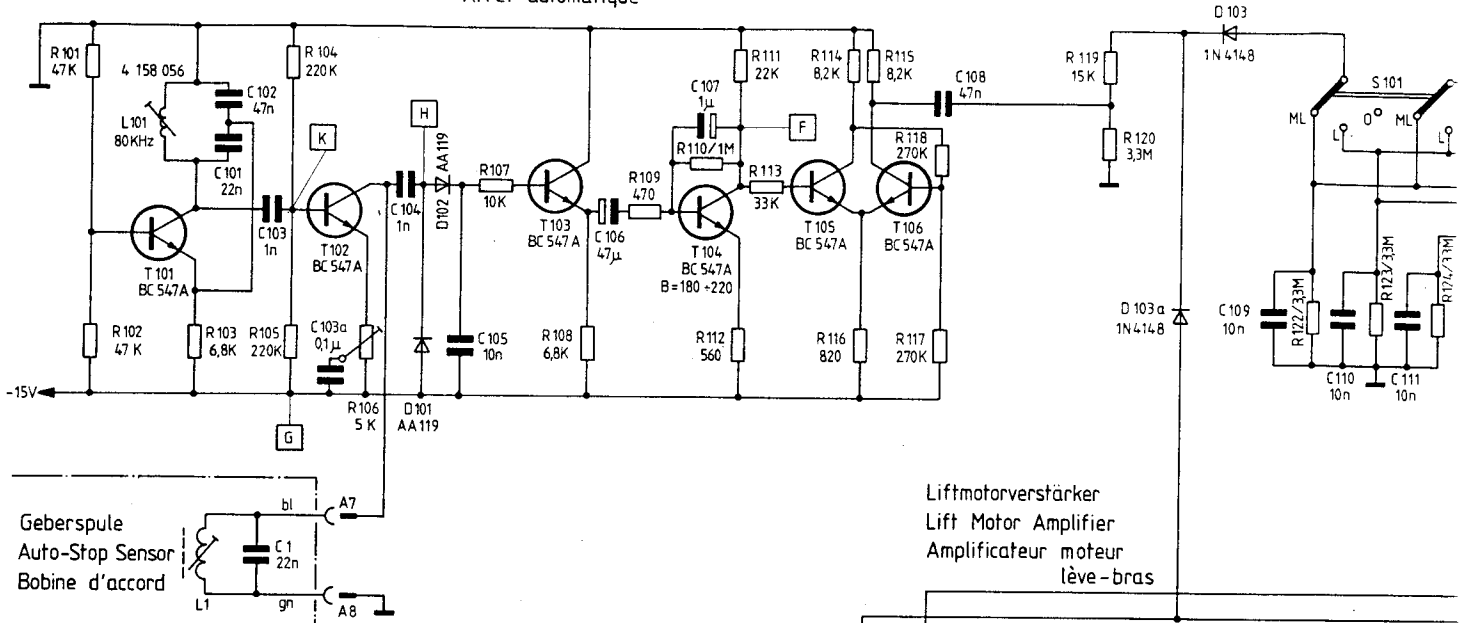 Arrêt automatique
R101
47K
4 158 056
L101
80KHz
C102
47n
C101
22n
R104
220K
K
H
C103
1n
T101
BC547A
T102
BC547A
C104
1n
D102 AA119
R107
10K
T103
BC547A
C106
47µ
R109
470
C107
1µ
R110/1M
R111
22K
F
T104
BC547A
B=180÷220
R113
33K
R114
8,2K
R115
8,2K
T105
BC547A
T106
BC547A
R118
270K
C108
47n
R119
15K
R120
3,3M
D103
1N4148
S101
ML
L
0°
ML
L
R102
47K
R103
6,8K
R105
220K
C103a
0,1µ
R106
5K
D101
AA119
C105
10n
R108
6,8K
R112
560
R116
820
R117
270K
D103a
1N4148
C109
10n
R122/3,3M
R123/3,3M
C110
10n
C111
10n
-15V
G
Geberspule
Auto-Stop Sensor
Bobine d'accord
L1
C1
22n
bl
gn
A7
A8
Liftmotorverstärker
Lift Motor Amplifier
Amplificateur moteur
lève-bras